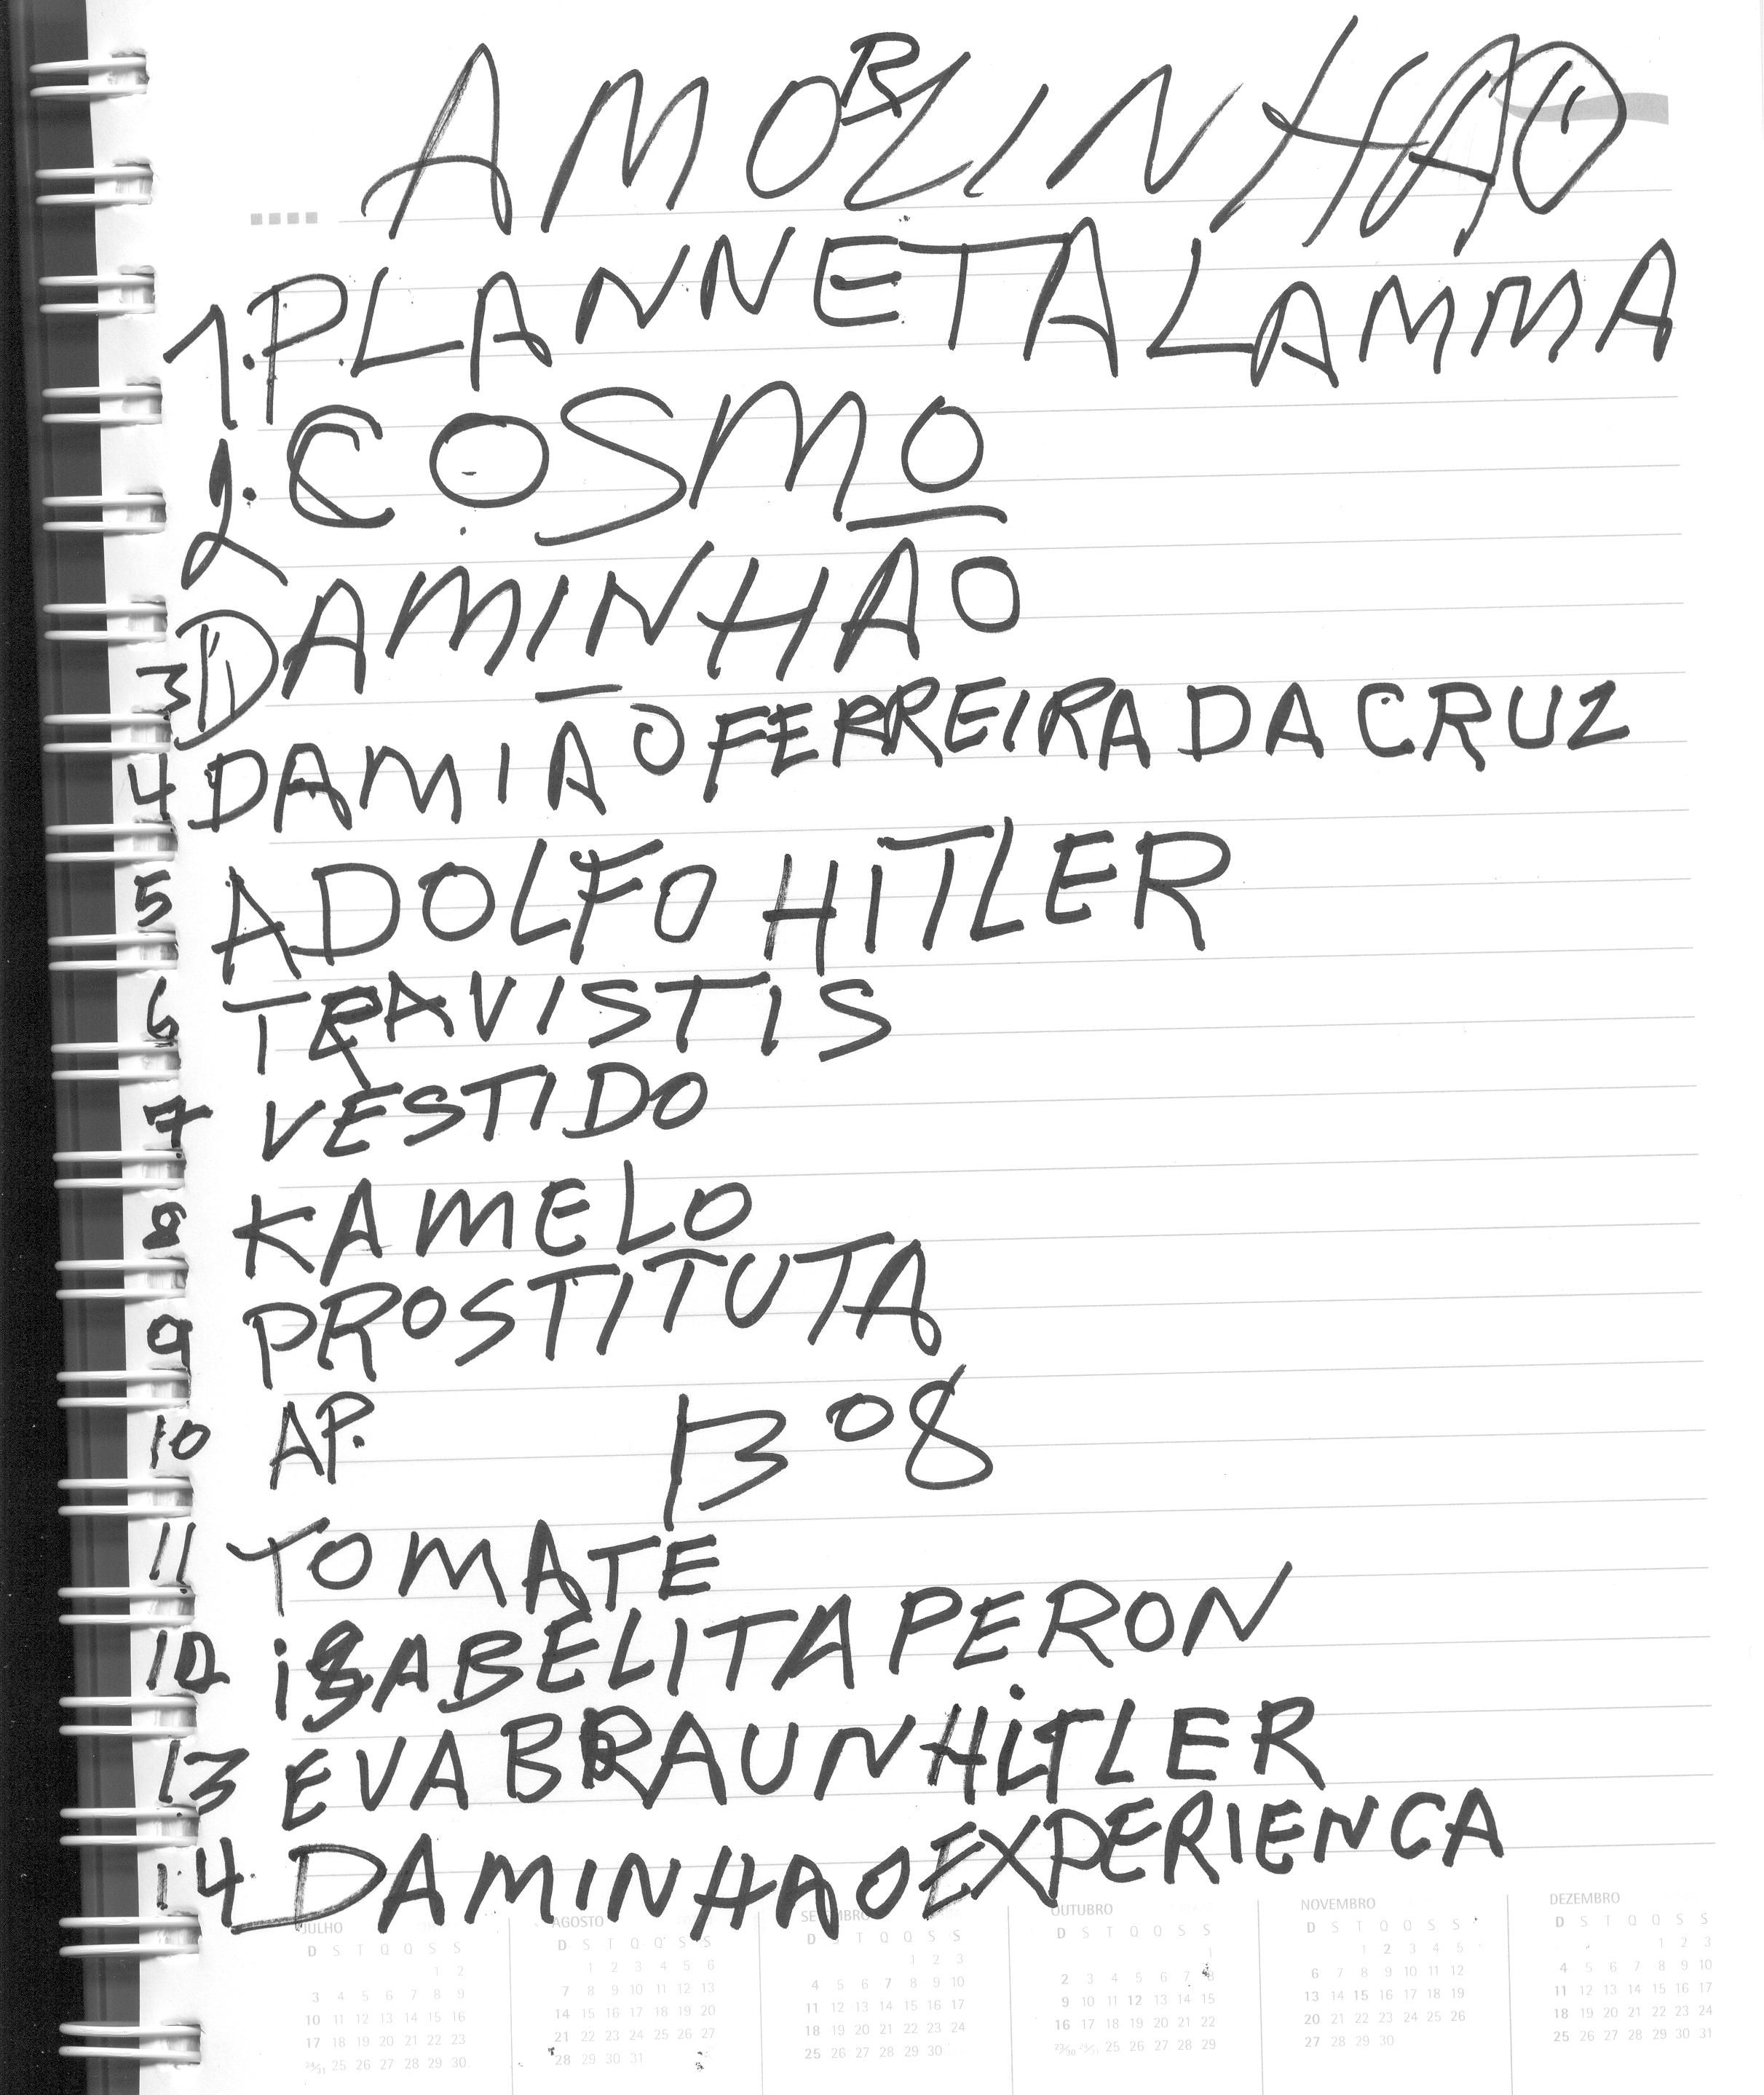 AMORZINHAO
1. PLANNETA LAMMA
2. COSMO
3 DAMINHAO
4 DAMIÃO FERREIRA DA CRUZ
5 ADOLFO HITLER
6 TRAVISTIS
7 VESTIDO
8 KAMELO
9 PROSTITUTA
10 AP. B 08
11 TOMATE
12 ISABELITA PERON
13 EVA BRAUN HITLER
14. DAMINHAO EXPERIENCA
JULHO AGOSTO SETEMBRO OUTUBRO NOVEMBRO DEZEMBRO
D S T Q Q S S D S T Q Q S S D S T Q Q S S D S T Q Q S S D S T Q Q S S D S T Q Q S S
1 2 1 2 3 4 5 6 1 2 3 1 1 2 3 4 5 1 2 3
3 4 5 6 7 8 9 7 8 9 10 11 12 13 4 5 6 7 8 9 10 2 3 4 5 6 7 8 6 7 8 9 10 11 12 4 5 6 7 8 9 10
10 11 12 13 14 15 16 14 15 16 17 18 19 20 11 12 13 14 15 16 17 9 10 11 12 13 14 15 13 14 15 16 17 18 19 11 12 13 14 15 16 17
17 18 19 20 21 22 23 21 22 23 24 25 26 27 18 19 20 21 22 23 24 16 17 18 19 20 21 22 20 21 22 23 24 25 26 18 19 20 21 22 23 24
24/31 25 26 27 28 29 30 28 29 30 31 25 26 27 28 29 30 23/30 24/31 25 26 27 28 29 27 28 29 30 25 26 27 28 29 30 31